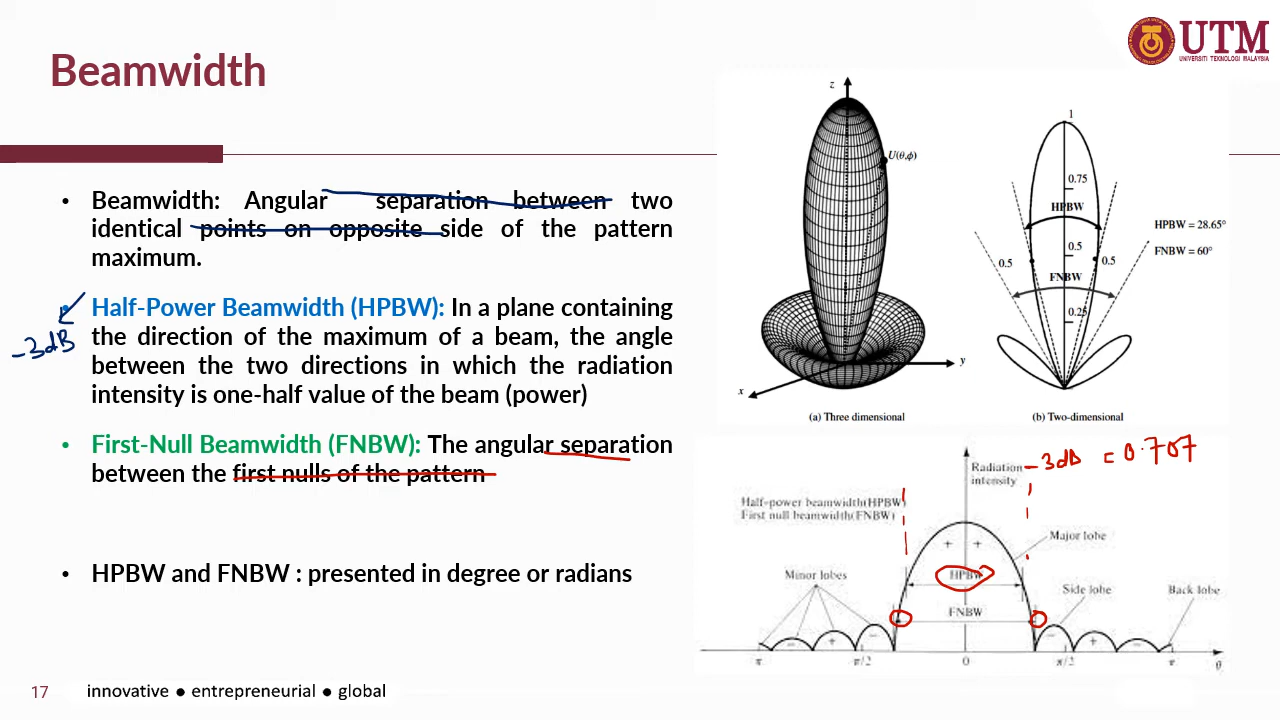 UTM
UNIVERSITI TEKNOLOGI MALAYSIA
Beamwidth
• Beamwidth: Angular separation between two
identical points on opposite side of the pattern
maximum.
Half-Power Beamwidth (HPBW): In a plane containing
the direction of the maximum of a beam, the angle
between the two directions in which the radiation
intensity is one-half value of the beam (power)
-3dB
• First-Null Beamwidth (FNBW): The angular separation
between the first nulls of the pattern
• HPBW and FNBW : presented in degree or radians
z
U(θ,ϕ)
y
x
(a) Three dimensional
1
0.75
HPBW
0.5
0.5
0.5
FNBW
0.25
HPBW = 28.65°
FNBW = 60°
(b) Two-dimensional
Radiation
intensity
-3dB = 0.707
Half-power beamwidth(HPBW)
First null beamwidth(FNBW)
+ +
Major lobe
Minor lobes
HPBW
Side lobe
Back lobe
FNBW
− + − − + −
π π/2 0 π/2 π θ
17
innovative ● entrepreneurial ● global